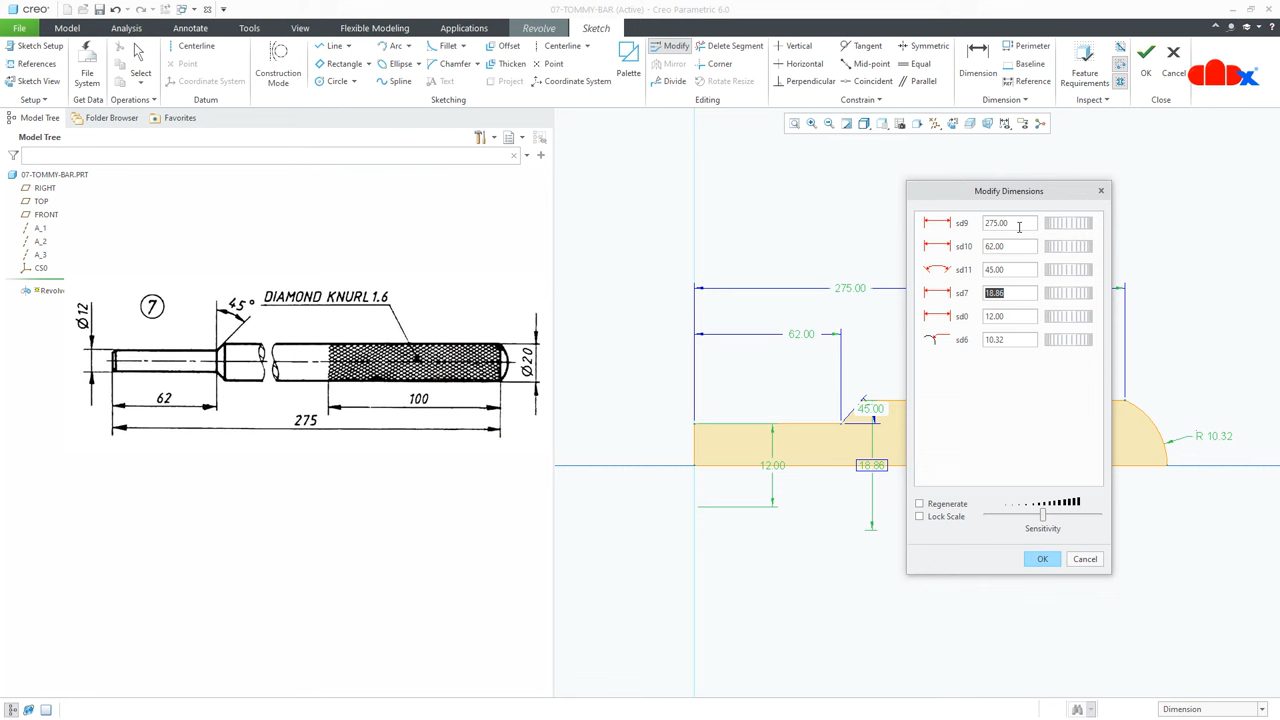 creo
07-TOMMY-BAR (Active) - Creo Parametric 6.0
File Model Analysis Annotate Tools View Flexible Modeling Applications Revolve Sketch
Sketch Setup
References
Sketch View
Setup
File
System
Get Data
Select
Operations
Centerline
Point
Coordinate System
Datum
Construction
Mode
Line Arc Fillet Offset Centerline
Rectangle Ellipse Chamfer Thicken Point
Circle Spline Text Project Coordinate System
Palette
Sketching
Modify Delete Segment
Mirror Corner
Divide Rotate Resize
Editing
Vertical Tangent Symmetric
Horizontal Mid-point Equal
Perpendicular Coincident Parallel
Constrain
Dimension
Perimeter
Baseline
Reference
Dimension
Feature
Requirements
Inspect
OK
Cancel
Close
Model Tree Folder Browser Favorites
Model Tree
07-TOMMY-BAR.PRT
RIGHT
TOP
FRONT
A_1
A_2
A_3
CS0
Revolv
7
45°
DIAMOND KNURL 1.6
Ø12
Ø20
62
100
275
275.00
62.00
45.00
12.00
18.86
R 10.32
Modify Dimensions
sd9 275.00
sd10 62.00
sd11 45.00
sd7 18.86
sd0 12.00
sd6 10.32
Regenerate
Lock Scale
Sensitivity
OK Cancel
Dimension